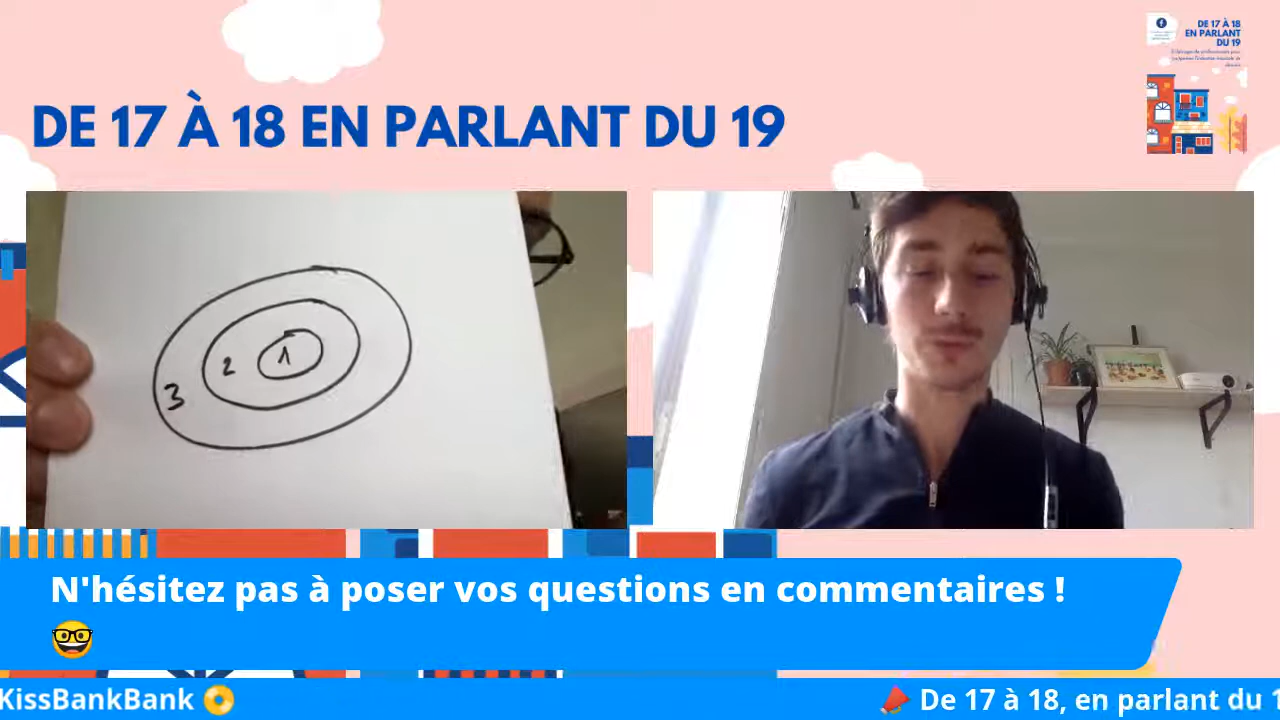 DE 17 À 18
EN PARLANT
DU 19
DE 17 À 18 EN PARLANT DU 19
1
2
3
N'hésitez pas à poser vos questions en commentaires !
🤓
KissBankBank
📣 De 17 à 18, en parlant du 1